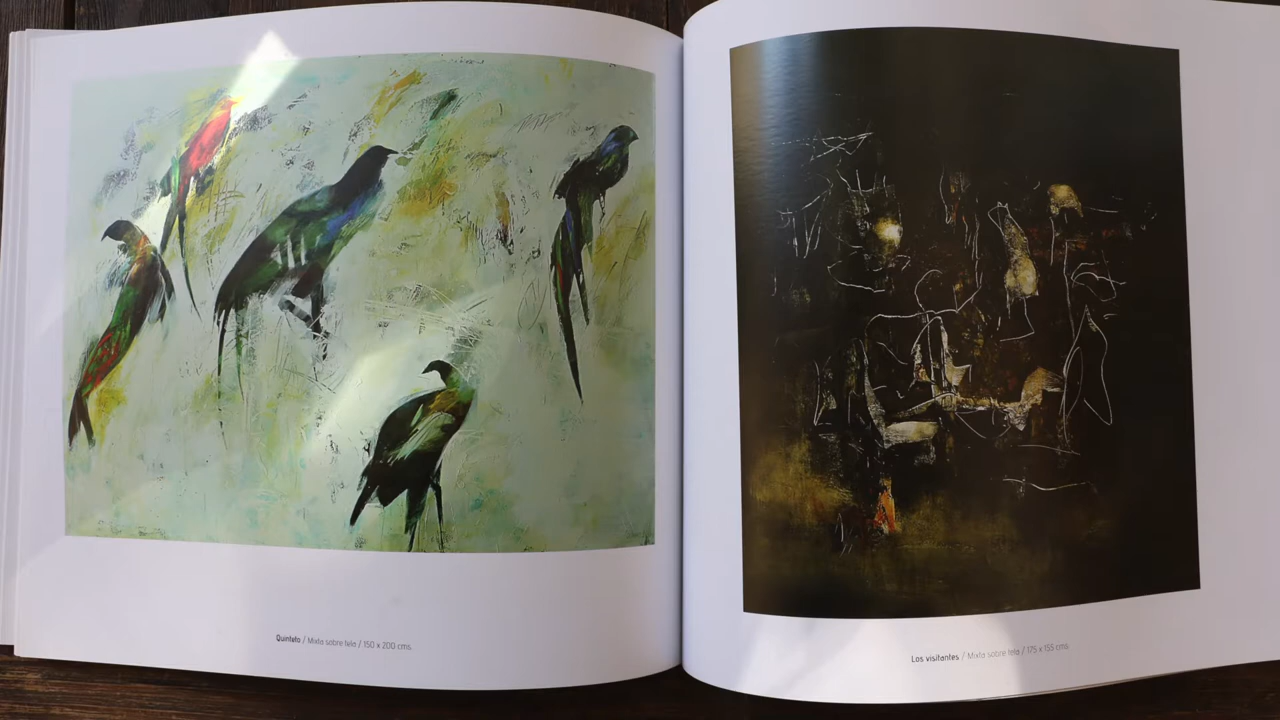 Quinteto / Mixta sobre tela / 150 x 200 cms.
Los visitantes / Mixta sobre tela / 175 x 155 cms